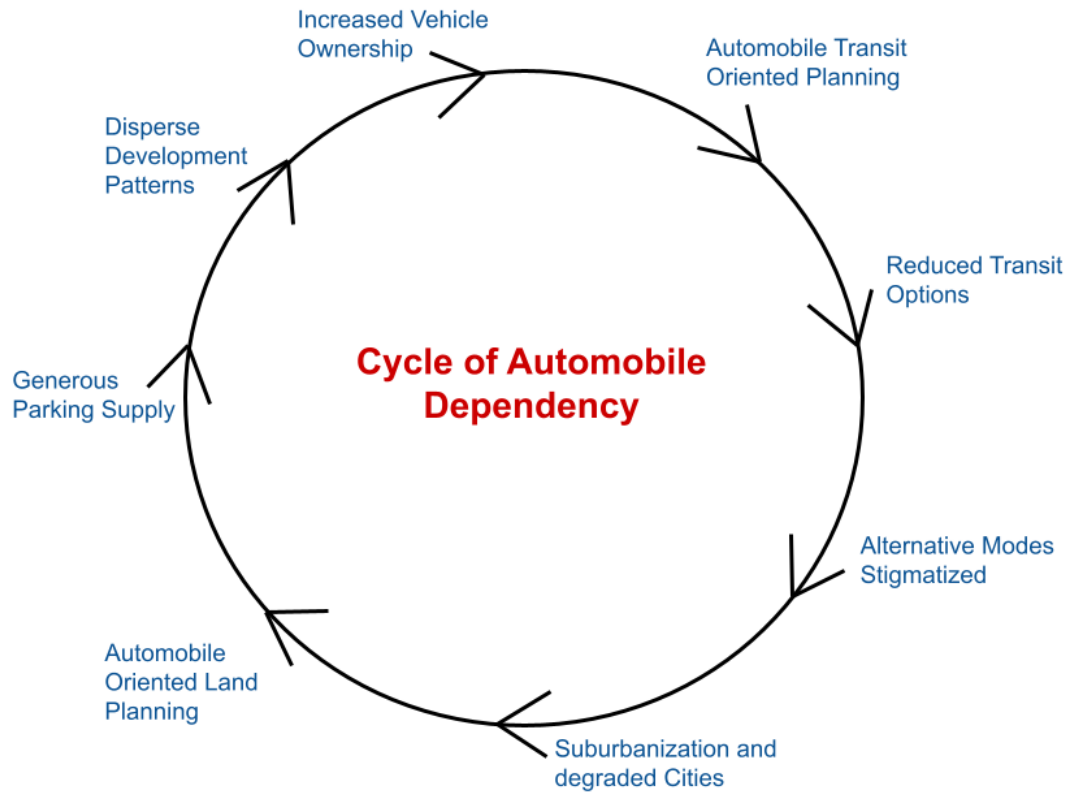 Increased Vehicle
Ownership
Automobile Transit
Oriented Planning
Disperse
Development
Patterns
Reduced Transit
Options
Cycle of Automobile
Dependency
Generous
Parking Supply
Alternative Modes
Stigmatized
Automobile
Oriented Land
Planning
Suburbanization and
degraded Cities